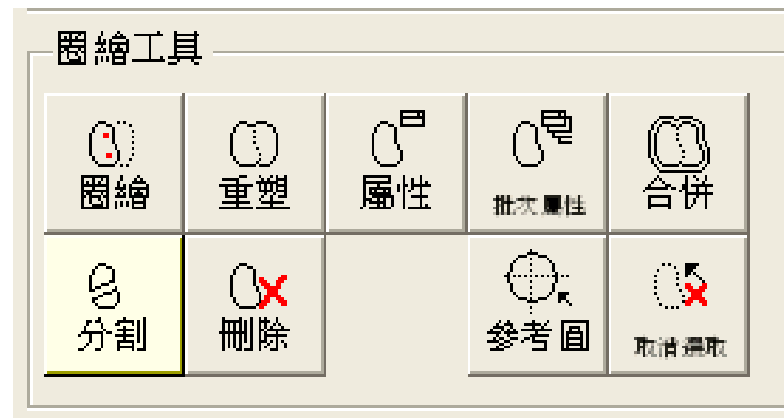 圈繪工具
圈繪 重塑 屬性 批次屬性 合併
分割 刪除 參考圓 取消選取